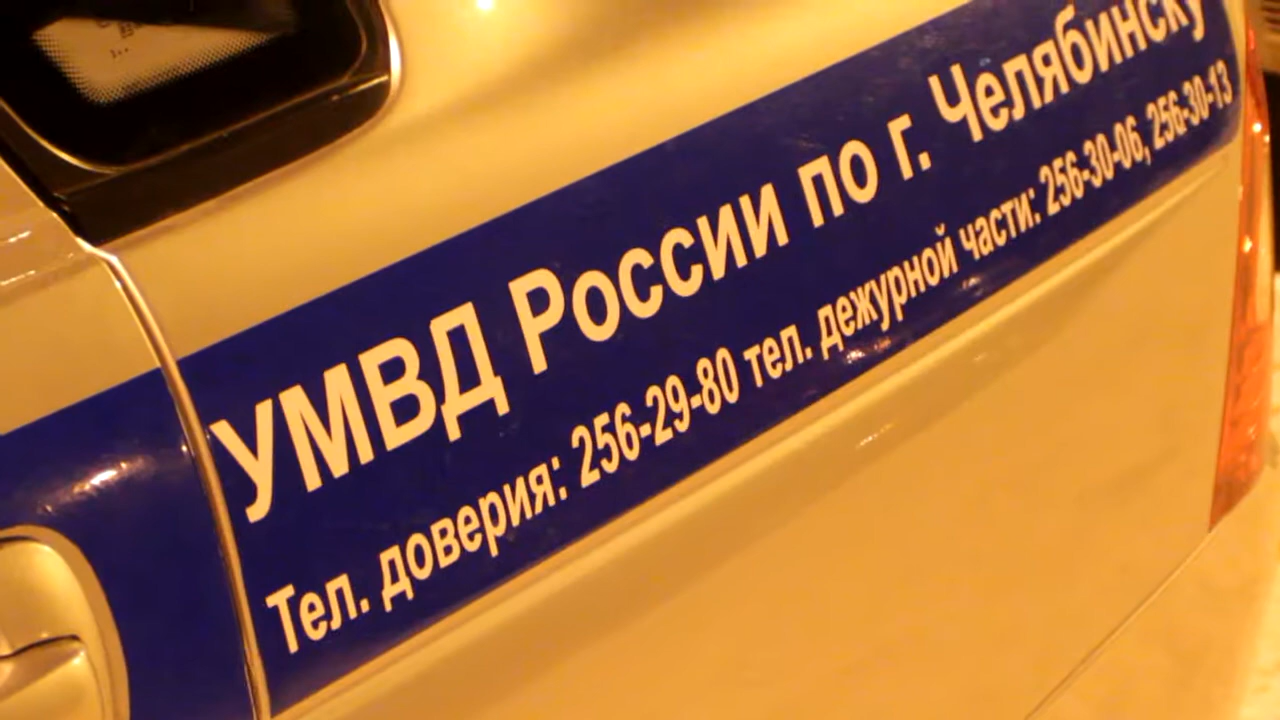 УМВД России по г. Челябинску
Тел. доверия: 256-29-80 тел. дежурной части: 256-30-06, 256-30-13